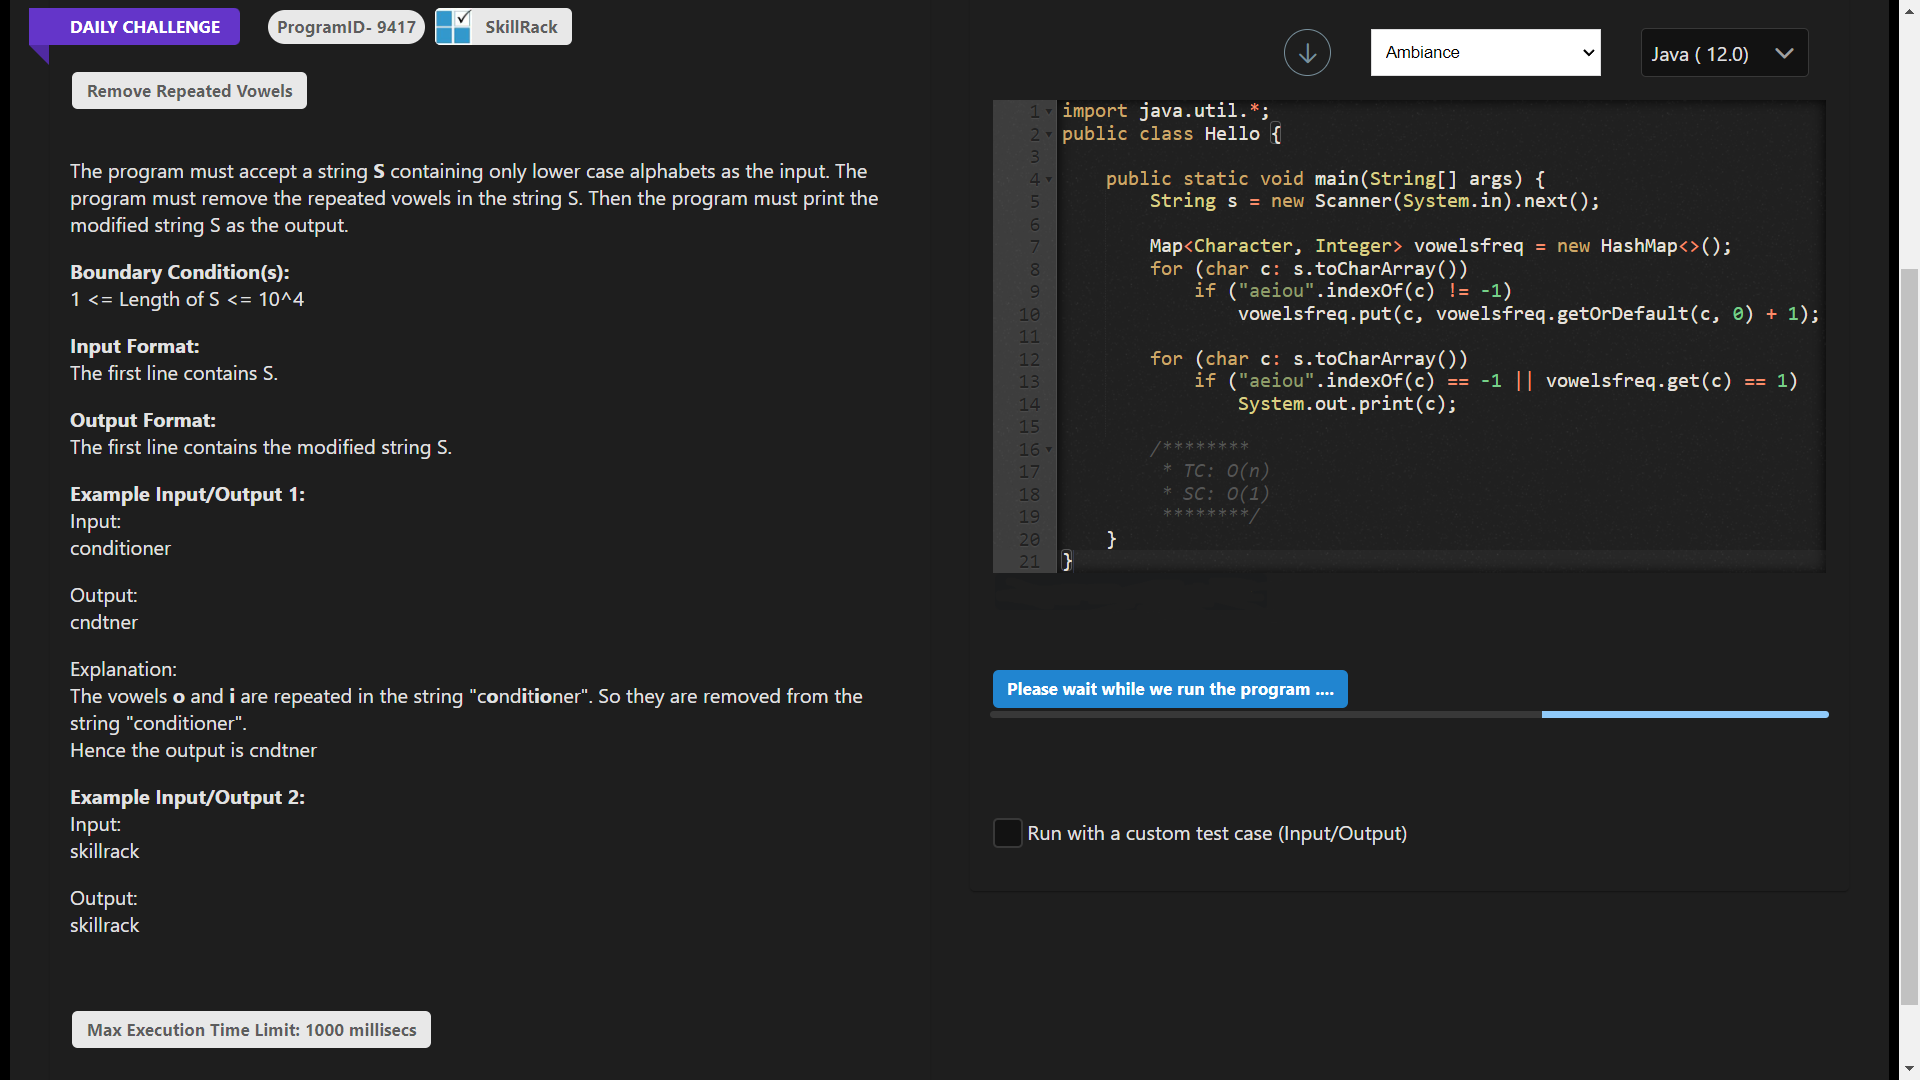 DAILY CHALLENGE
ProgramID- 9417
SkillRack
Remove Repeated Vowels
The program must accept a string S containing only lower case alphabets as the input. The
program must remove the repeated vowels in the string S. Then the program must print the
modified string S as the output.
Boundary Condition(s):
1 <= Length of S <= 10^4
Input Format:
The first line contains S.
Output Format:
The first line contains the modified string S.
Example Input/Output 1:
Input:
conditioner
Output:
cndtner
Explanation:
The vowels o and i are repeated in the string "conditioner". So they are removed from the
string "conditioner".
Hence the output is cndtner
Example Input/Output 2:
Input:
skillrack
Output:
skillrack
Max Execution Time Limit: 1000 millisecs
Ambiance
Java ( 12.0)
1 import java.util.*;
2 public class Hello {
3
4     public static void main(String[] args) {
5         String s = new Scanner(System.in).next();
6
7         Map<Character, Integer> vowelsfreq = new HashMap<>();
8         for (char c: s.toCharArray())
9             if ("aeiou".indexOf(c) != -1)
10                 vowelsfreq.put(c, vowelsfreq.getOrDefault(c, 0) + 1);
11
12         for (char c: s.toCharArray())
13             if ("aeiou".indexOf(c) == -1 || vowelsfreq.get(c) == 1)
14                 System.out.print(c);
15
16         /********
17          * TC: O(n)
18          * SC: O(1)
19          ********/
20     }
21 }
Please wait while we run the program ....
Run with a custom test case (Input/Output)